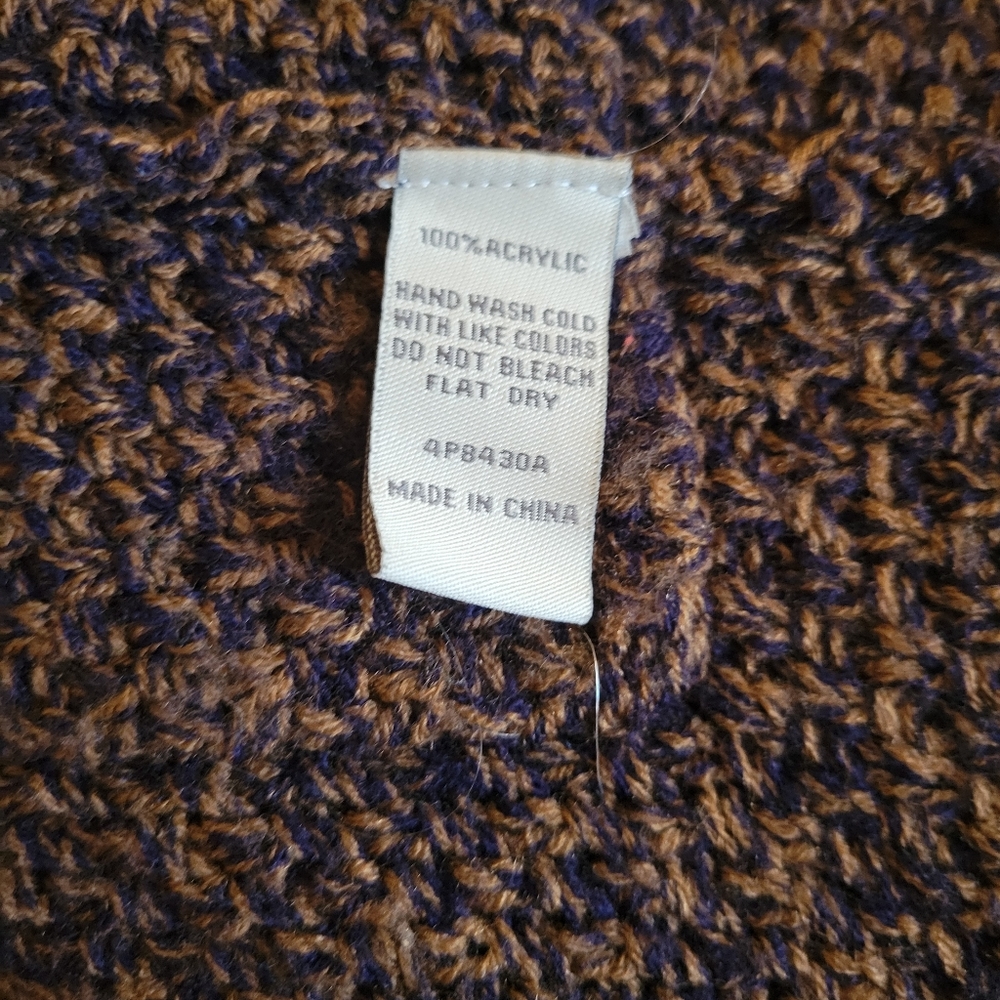 100% ACRYLIC
HAND WASH COLD
WITH LIKE COLORS
DO NOT BLEACH
FLAT DRY
4P8430A
MADE IN CHINA